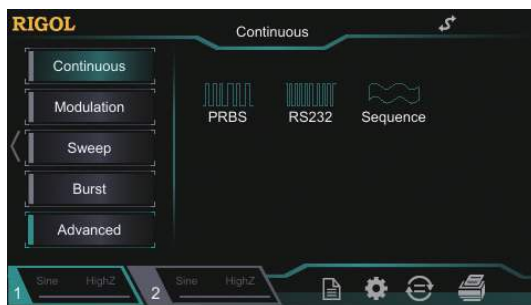 RIGOL
Continuous
Continuous
Modulation
Sweep
Burst
Advanced
PRBS RS232 Sequence
1 Sine HighZ 2 Sine HighZ